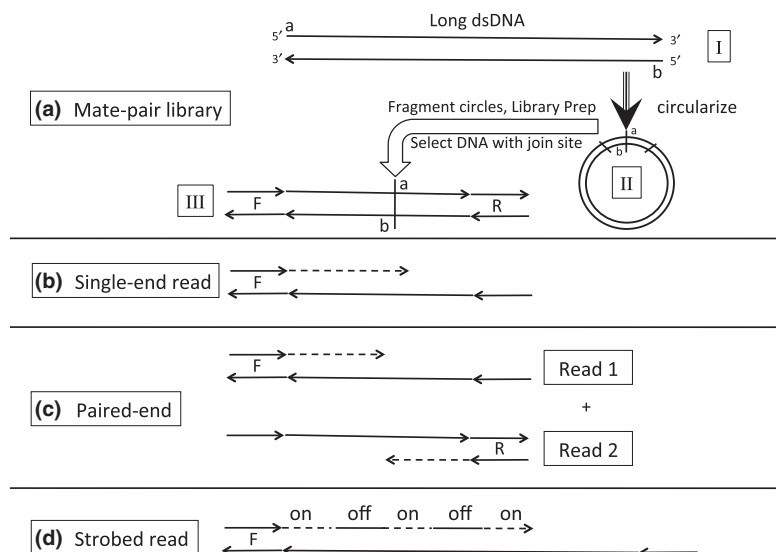 Long dsDNA
a
5′ 3′
I
3′ 5′
b
(a) Mate-pair library
Fragment circles, Library Prep
circularize
Select DNA with join site
a
b
II
III
a
F
R
b
(b) Single-end read
F
F
Read 1
(c) Paired-end
+
R
Read 2
on off on off on
(d) Strobed read
F